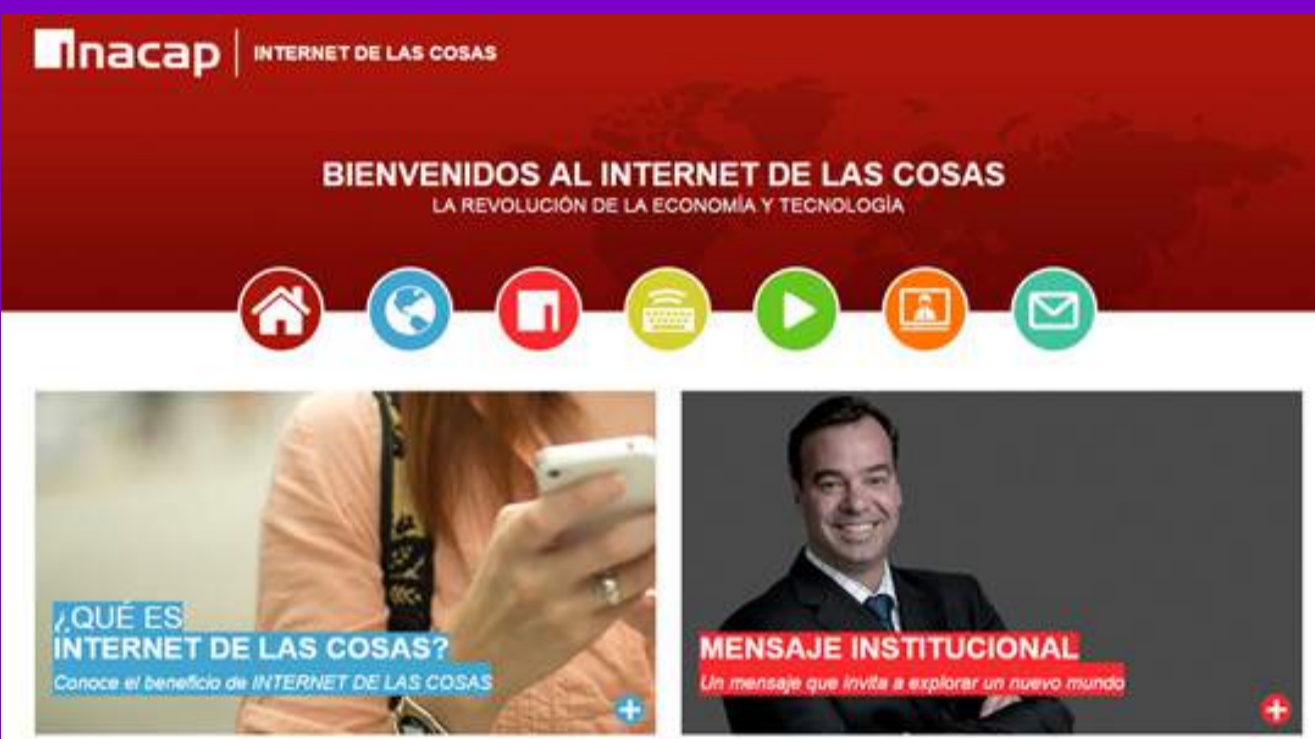 inacap
INTERNET DE LAS COSAS
BIENVENIDOS AL INTERNET DE LAS COSAS
LA REVOLUCIÓN DE LA ECONOMÍA Y TECNOLOGÍA
¿QUÉ ES
INTERNET DE LAS COSAS?
Conoce el beneficio de INTERNET DE LAS COSAS
MENSAJE INSTITUCIONAL
Un mensaje que invita a explorar un nuevo mundo